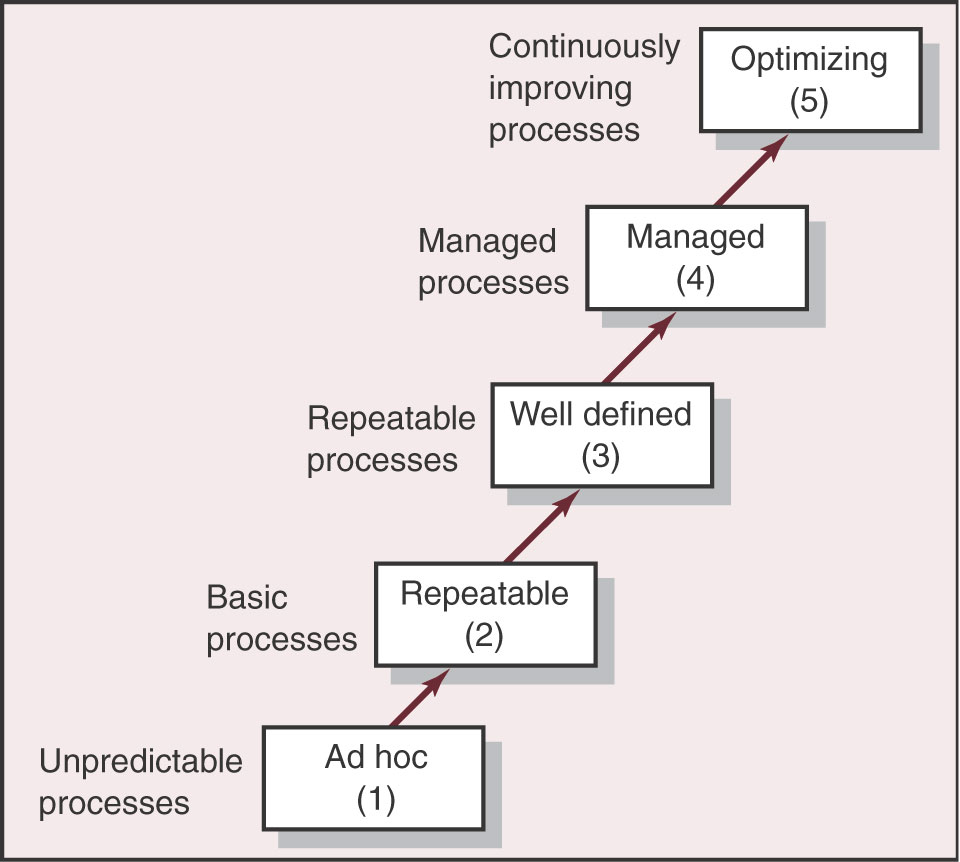 Continuously
improving
processes
Optimizing
(5)
Managed
processes
Managed
(4)
Repeatable
processes
Well defined
(3)
Basic
processes
Repeatable
(2)
Unpredictable
processes
Ad hoc
(1)